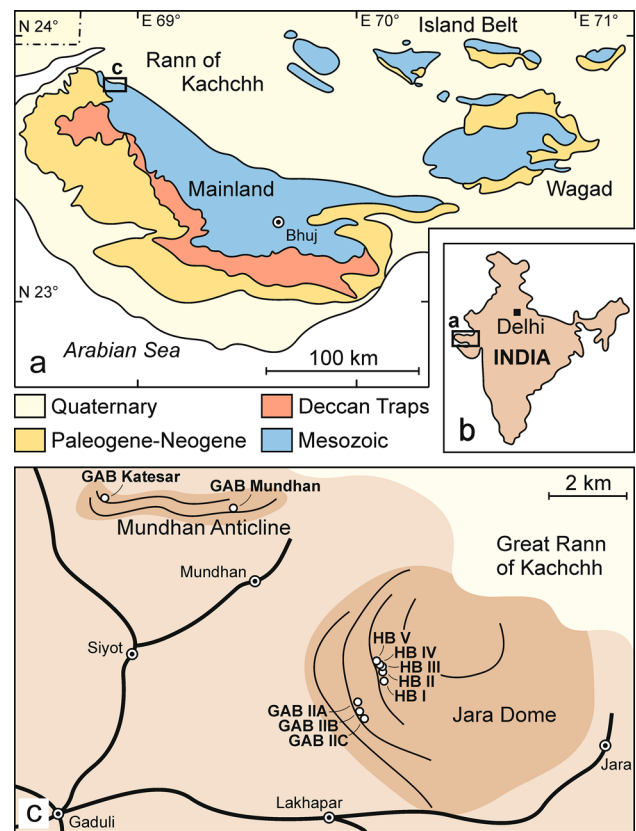 N 24°
E 69°
E 70°
E 71°
Island Belt
c
Rann of
Kachchh
Mainland
Wagad
Bhuj
N 23°
Arabian Sea
100 km
a
a
Delhi
INDIA
b
Quaternary
Deccan Traps
Paleogene-Neogene
Mesozoic
GAB Katesar
GAB Mundhan
2 km
Mundhan Anticline
Great Rann
of Kachchh
Mundhan
Siyot
HB V
HB IV
HB III
HB II
HB I
GAB IIA
GAB IIB
GAB IIC
Jara Dome
Jara
Lakhapar
Gaduli
c